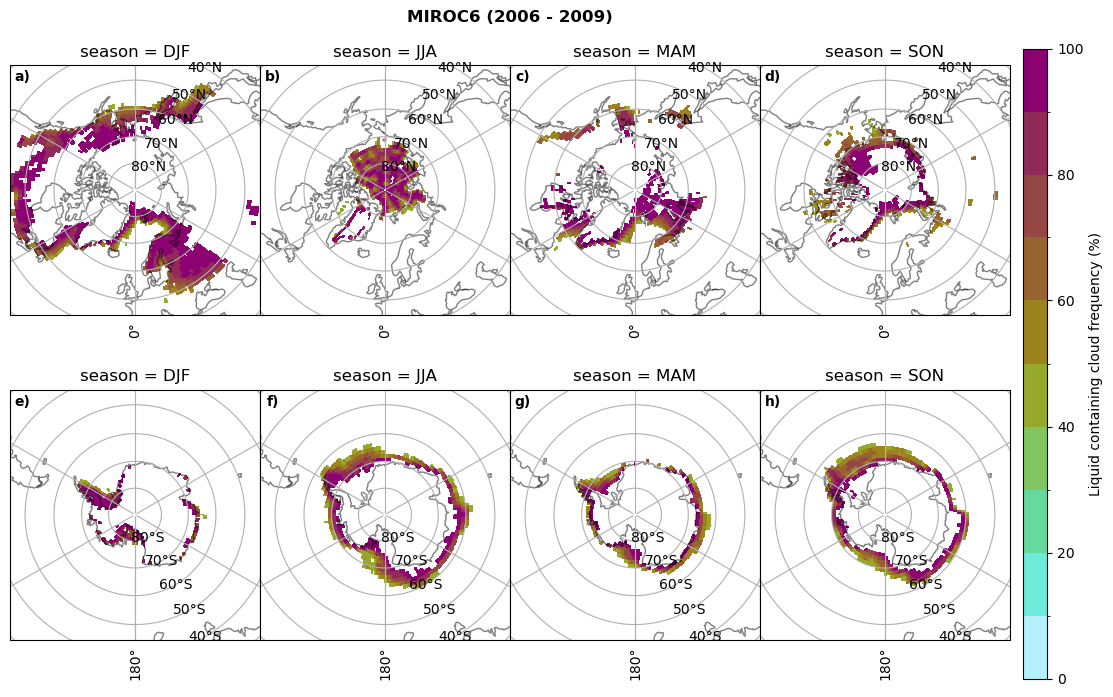 MIROC6 (2006 - 2009)
season = DJF
season = JJA
season = MAM
season = SON
a)
40°N
50°N
60°N
70°N
80°N
0°
b)
40°N
50°N
60°N
70°N
80°N
0°
c)
40°N
50°N
60°N
70°N
80°N
0°
d)
40°N
50°N
60°N
70°N
80°N
0°
season = DJF
season = JJA
season = MAM
season = SON
e)
80°S
70°S
60°S
50°S
40°S
180°
f)
80°S
70°S
60°S
50°S
40°S
180°
g)
80°S
70°S
60°S
50°S
40°S
180°
h)
80°S
70°S
60°S
50°S
40°S
180°
100
80
60
40
20
0
Liquid containing cloud frequency (%)